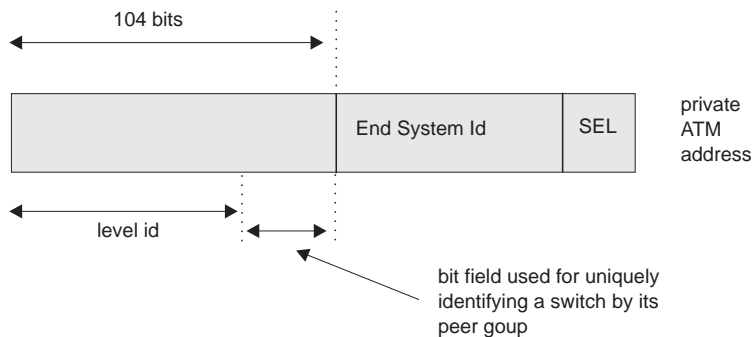 104 bits
End System Id
SEL
private
ATM
address
level id
bit field used for uniquely
identifying a switch by its
peer goup